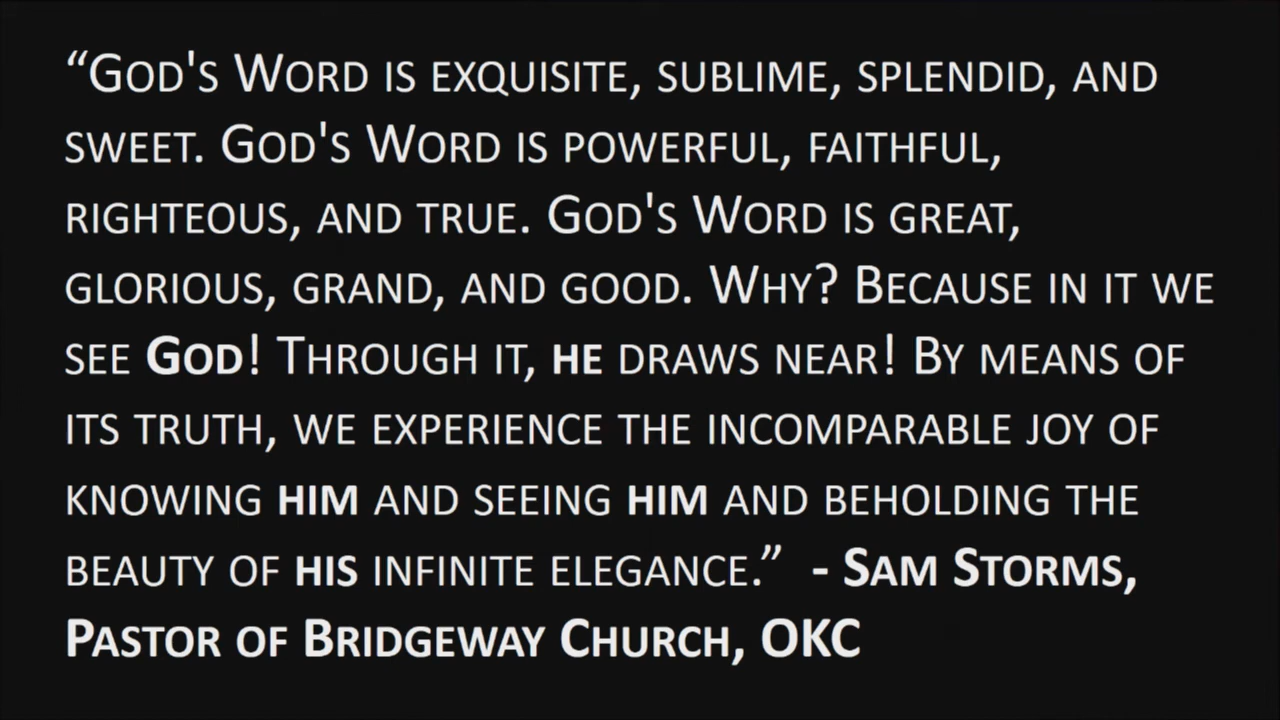 “God's Word is exquisite, sublime, splendid, and
sweet. God's Word is powerful, faithful,
righteous, and true. God's Word is great,
glorious, grand, and good. Why? Because in it we
see God! Through it, he draws near! By means of
its truth, we experience the incomparable joy of
knowing him and seeing him and beholding the
beauty of his infinite elegance.” - Sam Storms,
Pastor of Bridgeway Church, OKC